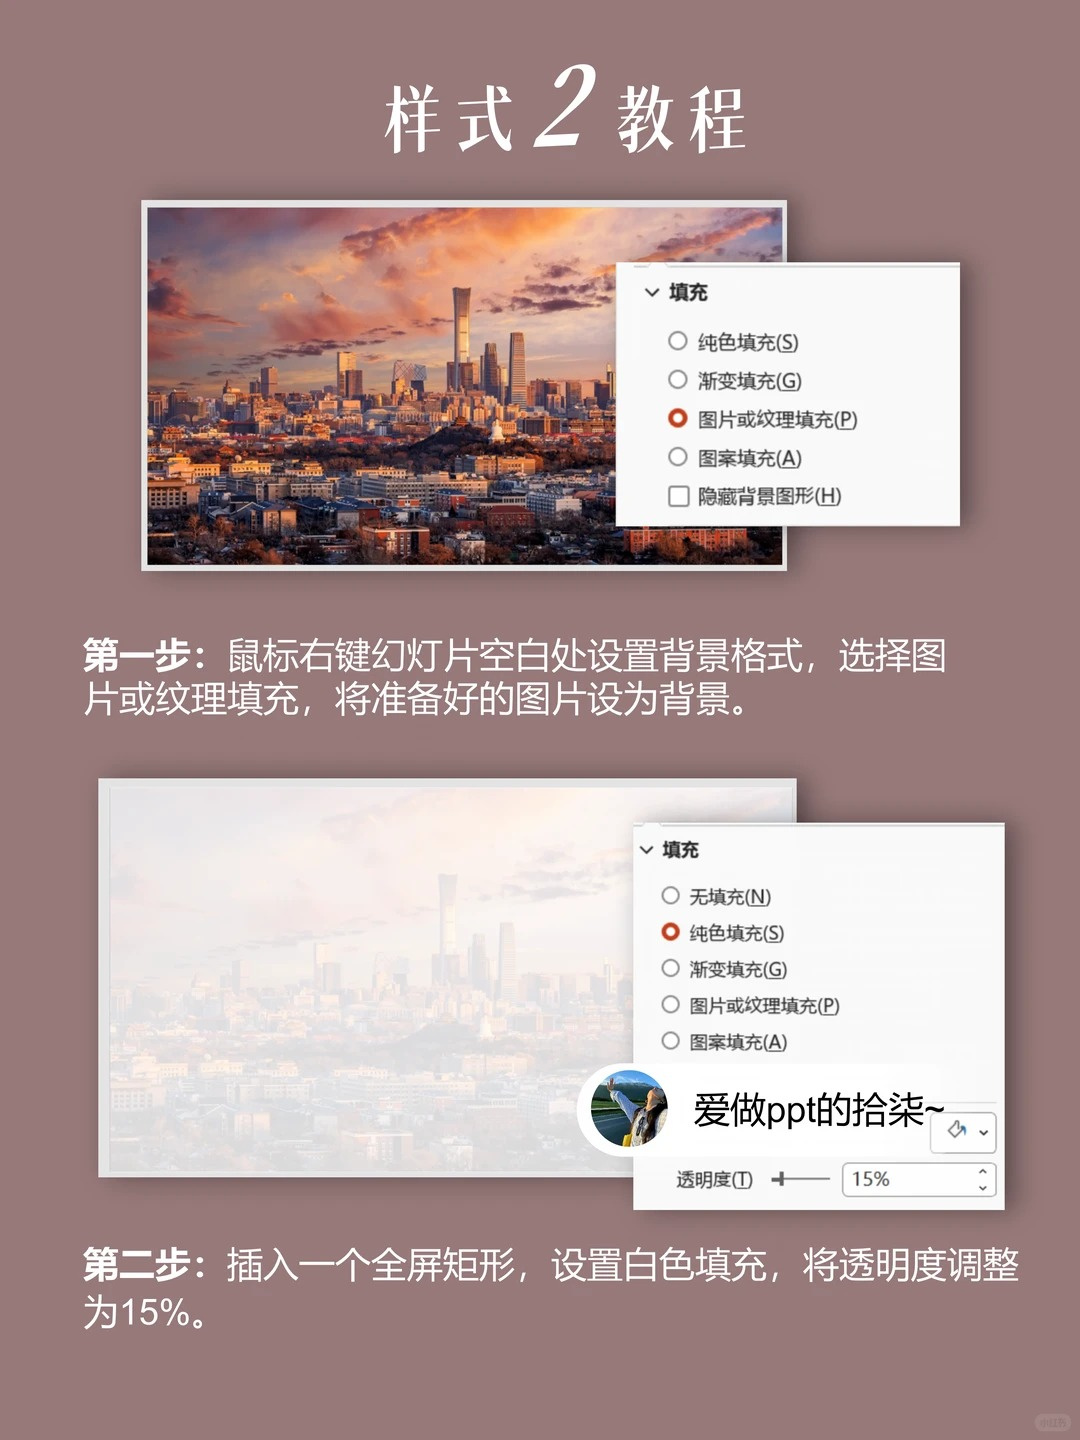 样式2教程
填充
纯色填充(S)
渐变填充(G)
图片或纹理填充(P)
图案填充(A)
隐藏背景图形(H)
第一步：鼠标右键幻灯片空白处设置背景格式，选择图
片或纹理填充，将准备好的图片设为背景。
填充
无填充(N)
纯色填充(S)
渐变填充(G)
图片或纹理填充(P)
图案填充(A)
爱做ppt的拾柒~
透明度(T) 15%
第二步：插入一个全屏矩形，设置白色填充，将透明度调整
为15%。
小红书